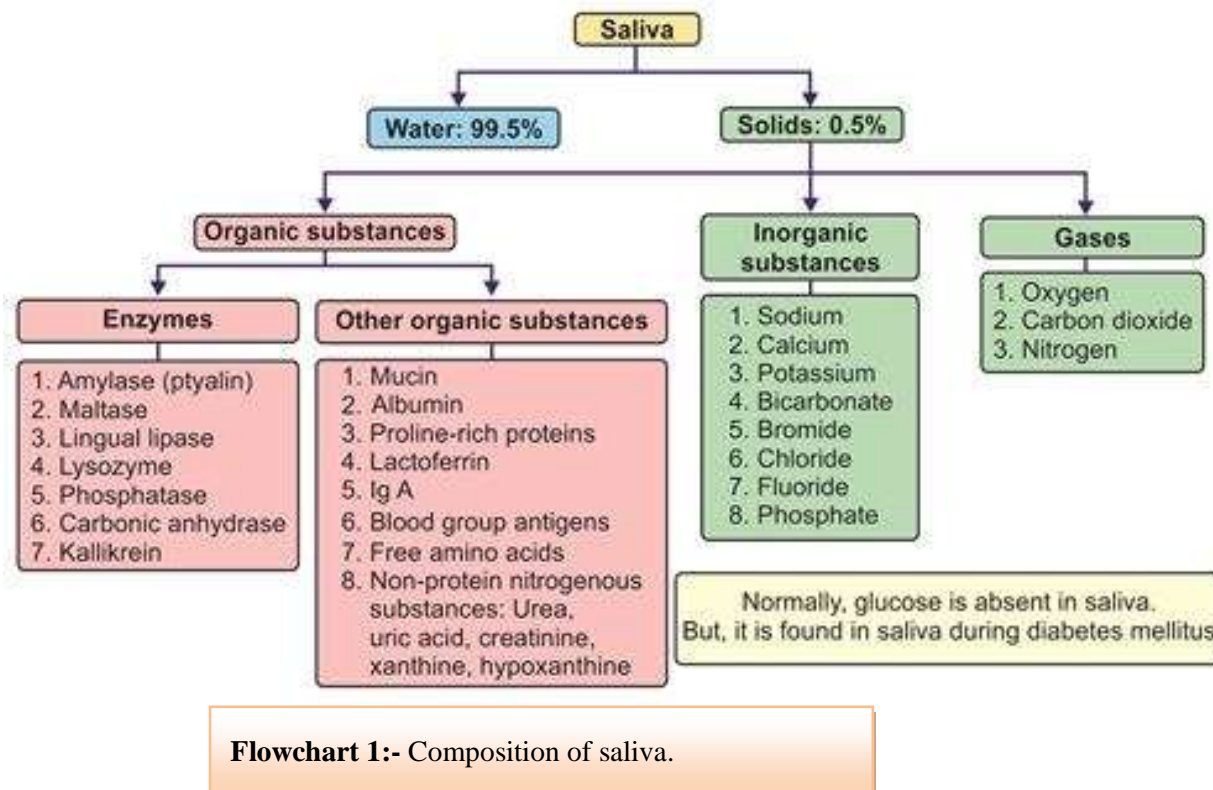 Saliva
Water: 99.5%
Solids: 0.5%
Organic substances
Inorganic
substances
Gases
Enzymes
1. Amylase (ptyalin)
2. Maltase
3. Lingual lipase
4. Lysozyme
5. Phosphatase
6. Carbonic anhydrase
7. Kallikrein
Other organic substances
1. Mucin
2. Albumin
3. Proline-rich proteins
4. Lactoferrin
5. Ig A
6. Blood group antigens
7. Free amino acids
8. Non-protein nitrogenous
substances: Urea,
uric acid, creatinine,
xanthine, hypoxanthine
1. Sodium
2. Calcium
3. Potassium
4. Bicarbonate
5. Bromide
6. Chloride
7. Fluoride
8. Phosphate
1. Oxygen
2. Carbon dioxide
3. Nitrogen
Normally, glucose is absent in saliva.
But, it is found in saliva during diabetes mellitus
Flowchart 1:- Composition of saliva.